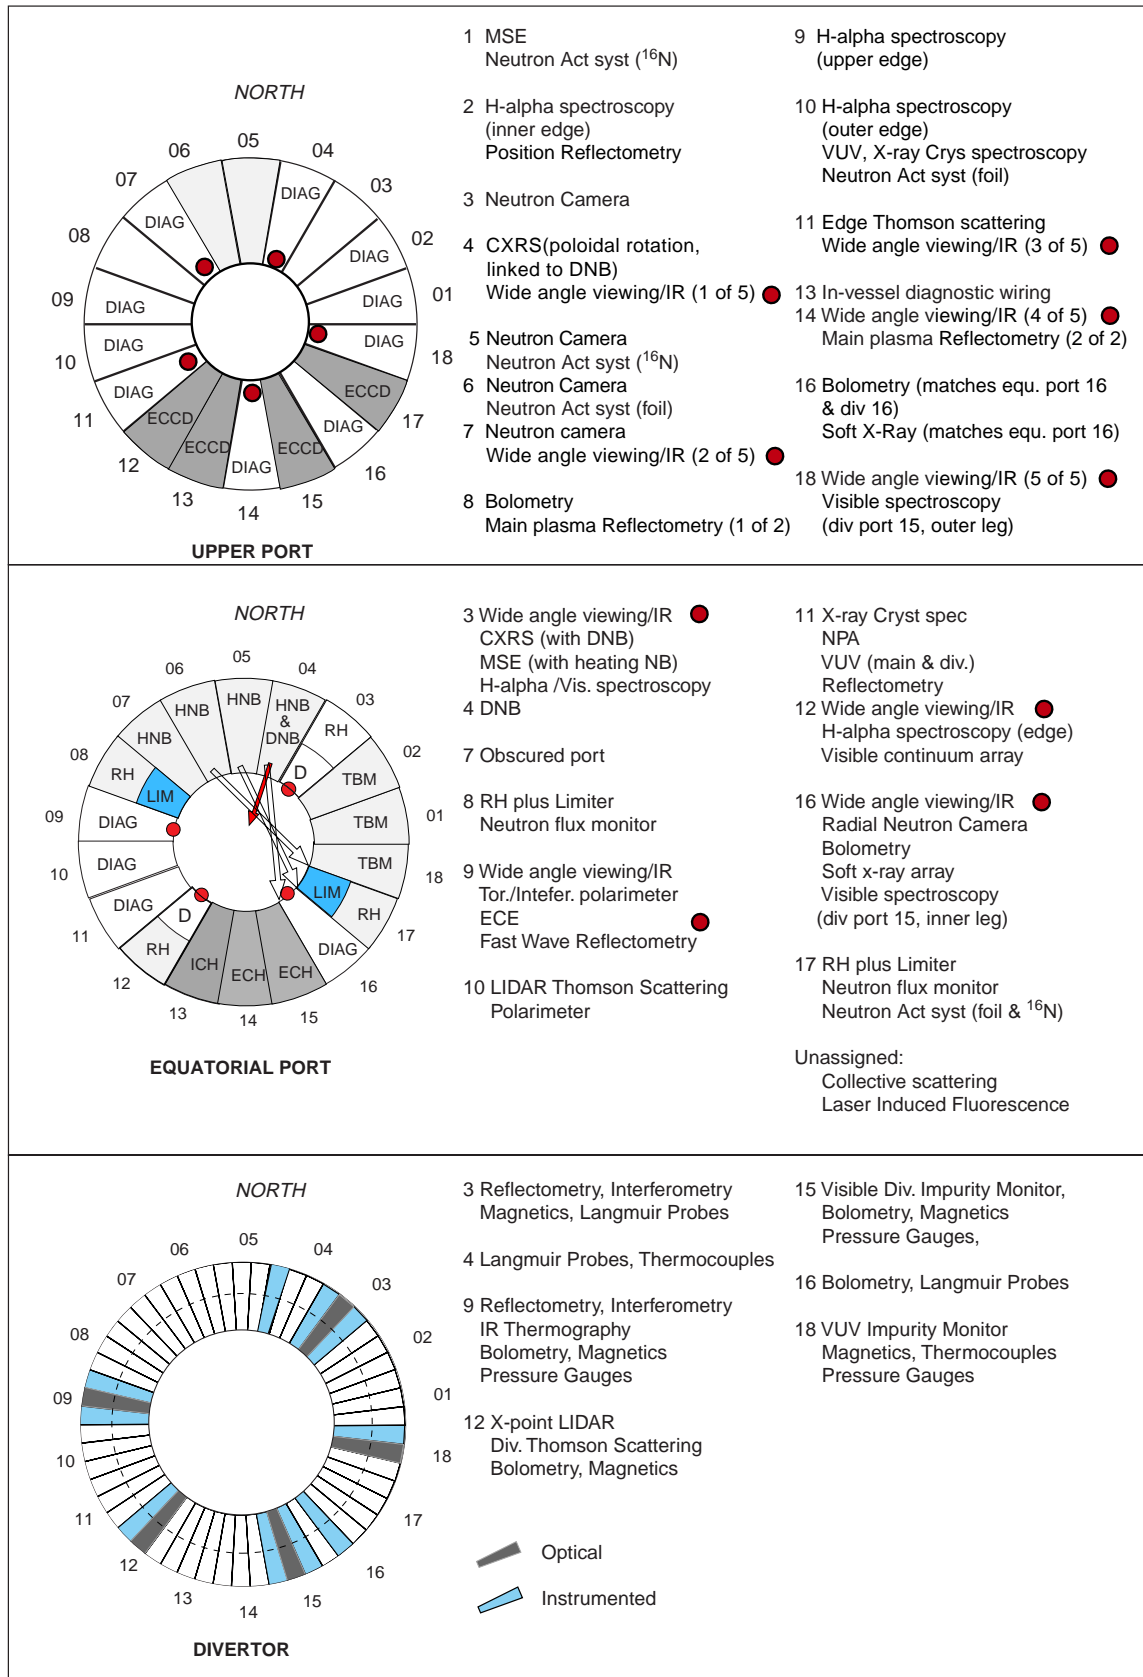 NORTH
05
04
06
03
07
02
08
01
09
18
10
17
11
16
12
15
13
14
DIAG
DIAG
DIAG
DIAG
DIAG
DIAG
DIAG
DIAG
ECCD
DIAG
ECCD
ECCD
DIAG
ECCD
DIAG
UPPER PORT
1 MSE
Neutron Act syst (16N)
2 H-alpha spectroscopy
(inner edge)
Position Reflectometry
3 Neutron Camera
4 CXRS(poloidal rotation,
linked to DNB)
Wide angle viewing/IR (1 of 5)
5 Neutron Camera
Neutron Act syst (16N)
6 Neutron Camera
Neutron Act syst (foil)
7 Neutron camera
Wide angle viewing/IR (2 of 5)
8 Bolometry
Main plasma Reflectometry (1 of 2)
9 H-alpha spectroscopy
(upper edge)
10 H-alpha spectroscopy
(outer edge)
VUV, X-ray Crys spectroscopy
Neutron Act syst (foil)
11 Edge Thomson scattering
Wide angle viewing/IR (3 of 5)
13 In-vessel diagnostic wiring
14 Wide angle viewing/IR (4 of 5)
Main plasma Reflectometry (2 of 2)
16 Bolometry (matches equ. port 16
& div 16)
Soft X-Ray (matches equ. port 16)
18 Wide angle viewing/IR (5 of 5)
Visible spectroscopy
(div port 15, outer leg)
NORTH
05
04
06
03
07
02
08
01
09
18
10
17
11
16
12
15
13
14
HNB
HNB
HNB
&
DNB
HNB
RH
RH
LIM
D
TBM
TBM
DIAG
DIAG
TBM
DIAG
LIM
RH
D
RH
DIAG
ICH
ECH
ECH
EQUATORIAL PORT
3 Wide angle viewing/IR
CXRS (with DNB)
MSE (with heating NB)
H-alpha /Vis. spectroscopy
4 DNB
7 Obscured port
8 RH plus Limiter
Neutron flux monitor
9 Wide angle viewing/IR
Tor./Intefer. polarimeter
ECE
Fast Wave Reflectometry
10 LIDAR Thomson Scattering
Polarimeter
11 X-ray Cryst spec
NPA
VUV (main & div.)
Reflectometry
12 Wide angle viewing/IR
H-alpha spectroscopy (edge)
Visible continuum array
16 Wide angle viewing/IR
Radial Neutron Camera
Bolometry
Soft x-ray array
Visible spectroscopy
(div port 15, inner leg)
17 RH plus Limiter
Neutron flux monitor
Neutron Act syst (foil & 16N)
Unassigned:
Collective scattering
Laser Induced Fluorescence
NORTH
05
04
06
03
07
02
08
01
09
18
10
17
11
16
12
15
13
14
DIVERTOR
3 Reflectometry, Interferometry
Magnetics, Langmuir Probes
4 Langmuir Probes, Thermocouples
9 Reflectometry, Interferometry
IR Thermography
Bolometry, Magnetics
Pressure Gauges
12 X-point LIDAR
Div. Thomson Scattering
Bolometry, Magnetics
Optical
Instrumented
15 Visible Div. Impurity Monitor,
Bolometry, Magnetics
Pressure Gauges,
16 Bolometry, Langmuir Probes
18 VUV Impurity Monitor
Magnetics, Thermocouples
Pressure Gauges